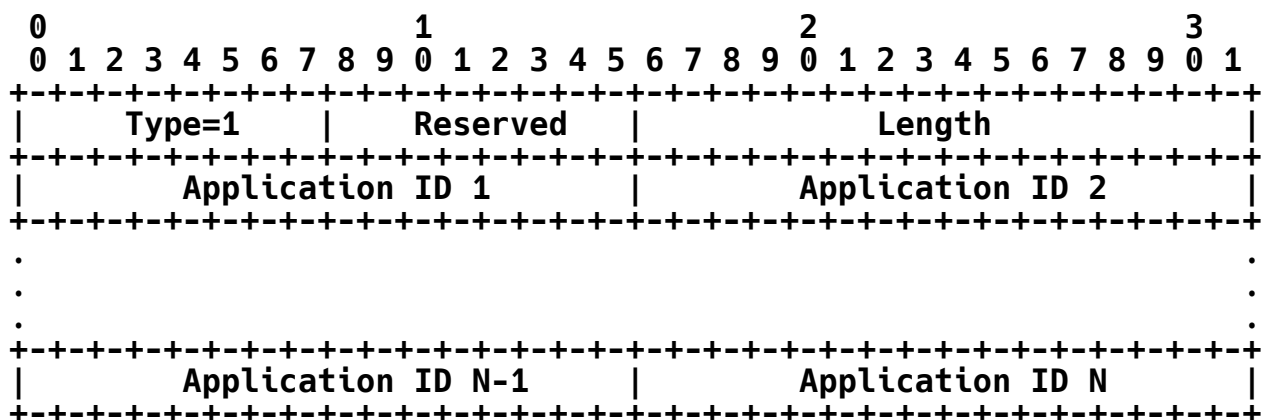 0                   1                   2                   3
 0 1 2 3 4 5 6 7 8 9 0 1 2 3 4 5 6 7 8 9 0 1 2 3 4 5 6 7 8 9 0 1
+-+-+-+-+-+-+-+-+-+-+-+-+-+-+-+-+-+-+-+-+-+-+-+-+-+-+-+-+-+-+-+-+
|     Type=1    |    Reserved   |            Length             |
+-+-+-+-+-+-+-+-+-+-+-+-+-+-+-+-+-+-+-+-+-+-+-+-+-+-+-+-+-+-+-+-+
|        Application ID 1       |        Application ID 2       |
+-+-+-+-+-+-+-+-+-+-+-+-+-+-+-+-+-+-+-+-+-+-+-+-+-+-+-+-+-+-+-+-+
.                                                               .
.                                                               .
.                                                               .
+-+-+-+-+-+-+-+-+-+-+-+-+-+-+-+-+-+-+-+-+-+-+-+-+-+-+-+-+-+-+-+-+
|        Application ID N-1     |        Application ID N       |
+-+-+-+-+-+-+-+-+-+-+-+-+-+-+-+-+-+-+-+-+-+-+-+-+-+-+-+-+-+-+-+-+